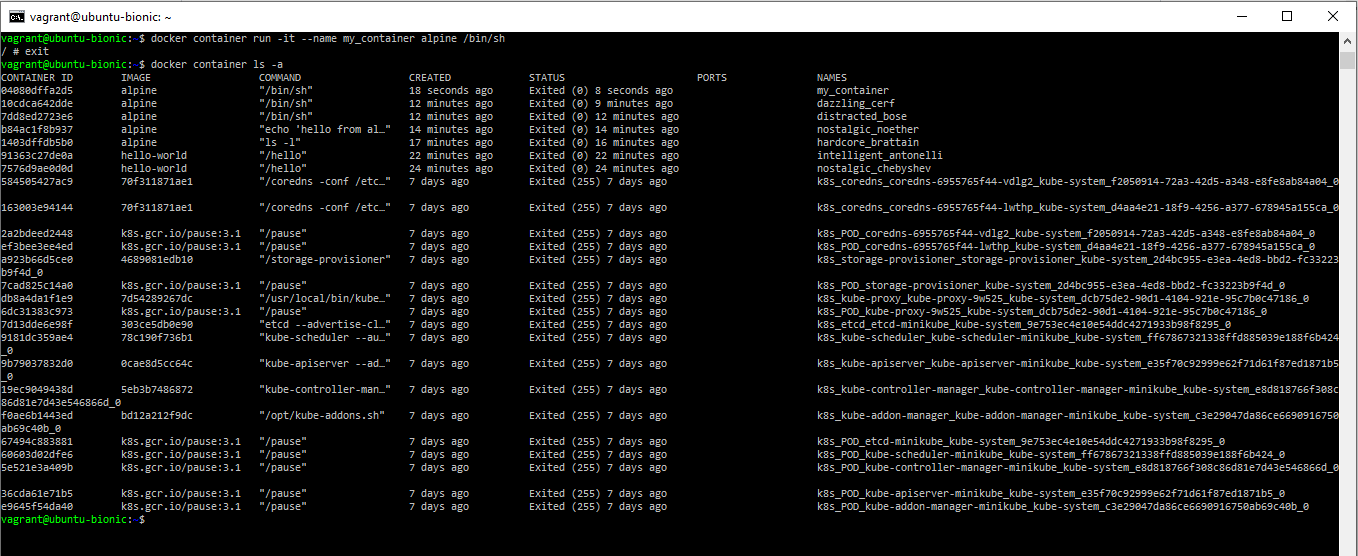 vagrant@ubuntu-bionic: ~
vagrant@ubuntu-bionic:~$ docker container run -it --name my_container alpine /bin/sh
/ # exit
vagrant@ubuntu-bionic:~$ docker container ls -a
CONTAINER ID        IMAGE                  COMMAND                  CREATED             STATUS                      PORTS               NAMES
04080dffa2d5        alpine                 "/bin/sh"                18 seconds ago      Exited (0) 8 seconds ago                        my_container
10cdca642dde        alpine                 "/bin/sh"                12 minutes ago      Exited (0) 9 minutes ago                        dazzling_cerf
7dd8ed2723e6        alpine                 "/bin/sh"                12 minutes ago      Exited (0) 12 minutes ago                       distracted_bose
b84ac1f8b937        alpine                 "echo 'hello from al…"   14 minutes ago      Exited (0) 14 minutes ago                       nostalgic_noether
1403dffdb5b0        alpine                 "ls -l"                  17 minutes ago      Exited (0) 16 minutes ago                       hardcore_brattain
91363c27de0a        hello-world            "/hello"                 22 minutes ago      Exited (0) 22 minutes ago                       intelligent_antonelli
7576d9ae0d0d        hello-world            "/hello"                 24 minutes ago      Exited (0) 24 minutes ago                       nostalgic_chebyshev
584505427ac9        70f311871ae1           "/coredns -conf /etc…"   7 days ago          Exited (255) 7 days ago                         k8s_coredns_coredns-6955765f44-vdlg2_kube-system_f2050914-72a3-42d5-a348-e8fe8ab84a04_0
163003e94144        70f311871ae1           "/coredns -conf /etc…"   7 days ago          Exited (255) 7 days ago                         k8s_coredns_coredns-6955765f44-lwthp_kube-system_d4aa4e21-18f9-4256-a377-678945a155ca_0
2a2bdeed2448        k8s.gcr.io/pause:3.1   "/pause"                 7 days ago          Exited (255) 7 days ago                         k8s_POD_coredns-6955765f44-vdlg2_kube-system_f2050914-72a3-42d5-a348-e8fe8ab84a04_0
ef3bee3ee4ed        k8s.gcr.io/pause:3.1   "/pause"                 7 days ago          Exited (255) 7 days ago                         k8s_POD_coredns-6955765f44-lwthp_kube-system_d4aa4e21-18f9-4256-a377-678945a155ca_0
a923b66d5ce0        4689081edb10           "/storage-provisioner"   7 days ago          Exited (255) 7 days ago                         k8s_storage-provisioner_storage-provisioner_kube-system_2d4bc955-e3ea-4ed8-bbd2-fc33223
b9f4d_0
7cad825c14a0        k8s.gcr.io/pause:3.1   "/pause"                 7 days ago          Exited (255) 7 days ago                         k8s_POD_storage-provisioner_kube-system_2d4bc955-e3ea-4ed8-bbd2-fc33223b9f4d_0
db8a4da1f1e9        7d54289267dc           "/usr/local/bin/kube…"   7 days ago          Exited (255) 7 days ago                         k8s_kube-proxy_kube-proxy-9w525_kube-system_dcb75de2-90d1-4104-921e-95c7b0c47186_0
6dc31383c973        k8s.gcr.io/pause:3.1   "/pause"                 7 days ago          Exited (255) 7 days ago                         k8s_POD_kube-proxy-9w525_kube-system_dcb75de2-90d1-4104-921e-95c7b0c47186_0
7d13dde6e98f        303ce5db0e90           "etcd --advertise-cl…"   7 days ago          Exited (255) 7 days ago                         k8s_etcd_etcd-minikube_kube-system_9e753ec4e10e54ddc4271933b98f8295_0
9181dc359ae4        78c190f736b1           "kube-scheduler --au…"   7 days ago          Exited (255) 7 days ago                         k8s_kube-scheduler_kube-scheduler-minikube_kube-system_ff67867321338ffd885039e188f6b424
_0
9b79037832d0        0cae8d5cc64c           "kube-apiserver --ad…"   7 days ago          Exited (255) 7 days ago                         k8s_kube-apiserver_kube-apiserver-minikube_kube-system_e35f70c92999e62f71d61f87ed1871b5
_0
19ec9049438d        5eb3b7486872           "kube-controller-man…"   7 days ago          Exited (255) 7 days ago                         k8s_kube-controller-manager_kube-controller-manager-minikube_kube-system_e8d818766f308c
86d81e7d43e546866d_0
f0ae6b1443ed        bd12a212f9dc           "/opt/kube-addons.sh"    7 days ago          Exited (255) 7 days ago                         k8s_kube-addon-manager_kube-addon-manager-minikube_kube-system_c3e29047da86ce6690916750
ab69c40b_0
67494c883881        k8s.gcr.io/pause:3.1   "/pause"                 7 days ago          Exited (255) 7 days ago                         k8s_POD_etcd-minikube_kube-system_9e753ec4e10e54ddc4271933b98f8295_0
60603d02dfe6        k8s.gcr.io/pause:3.1   "/pause"                 7 days ago          Exited (255) 7 days ago                         k8s_POD_kube-scheduler-minikube_kube-system_ff67867321338ffd885039e188f6b424_0
5e521e3a409b        k8s.gcr.io/pause:3.1   "/pause"                 7 days ago          Exited (255) 7 days ago                         k8s_POD_kube-controller-manager-minikube_kube-system_e8d818766f308c86d81e7d43e546866d_0
36cda61e71b5        k8s.gcr.io/pause:3.1   "/pause"                 7 days ago          Exited (255) 7 days ago                         k8s_POD_kube-apiserver-minikube_kube-system_e35f70c92999e62f71d61f87ed1871b5_0
e9645f54da40        k8s.gcr.io/pause:3.1   "/pause"                 7 days ago          Exited (255) 7 days ago                         k8s_POD_kube-addon-manager-minikube_kube-system_c3e29047da86ce6690916750ab69c40b_0
vagrant@ubuntu-bionic:~$